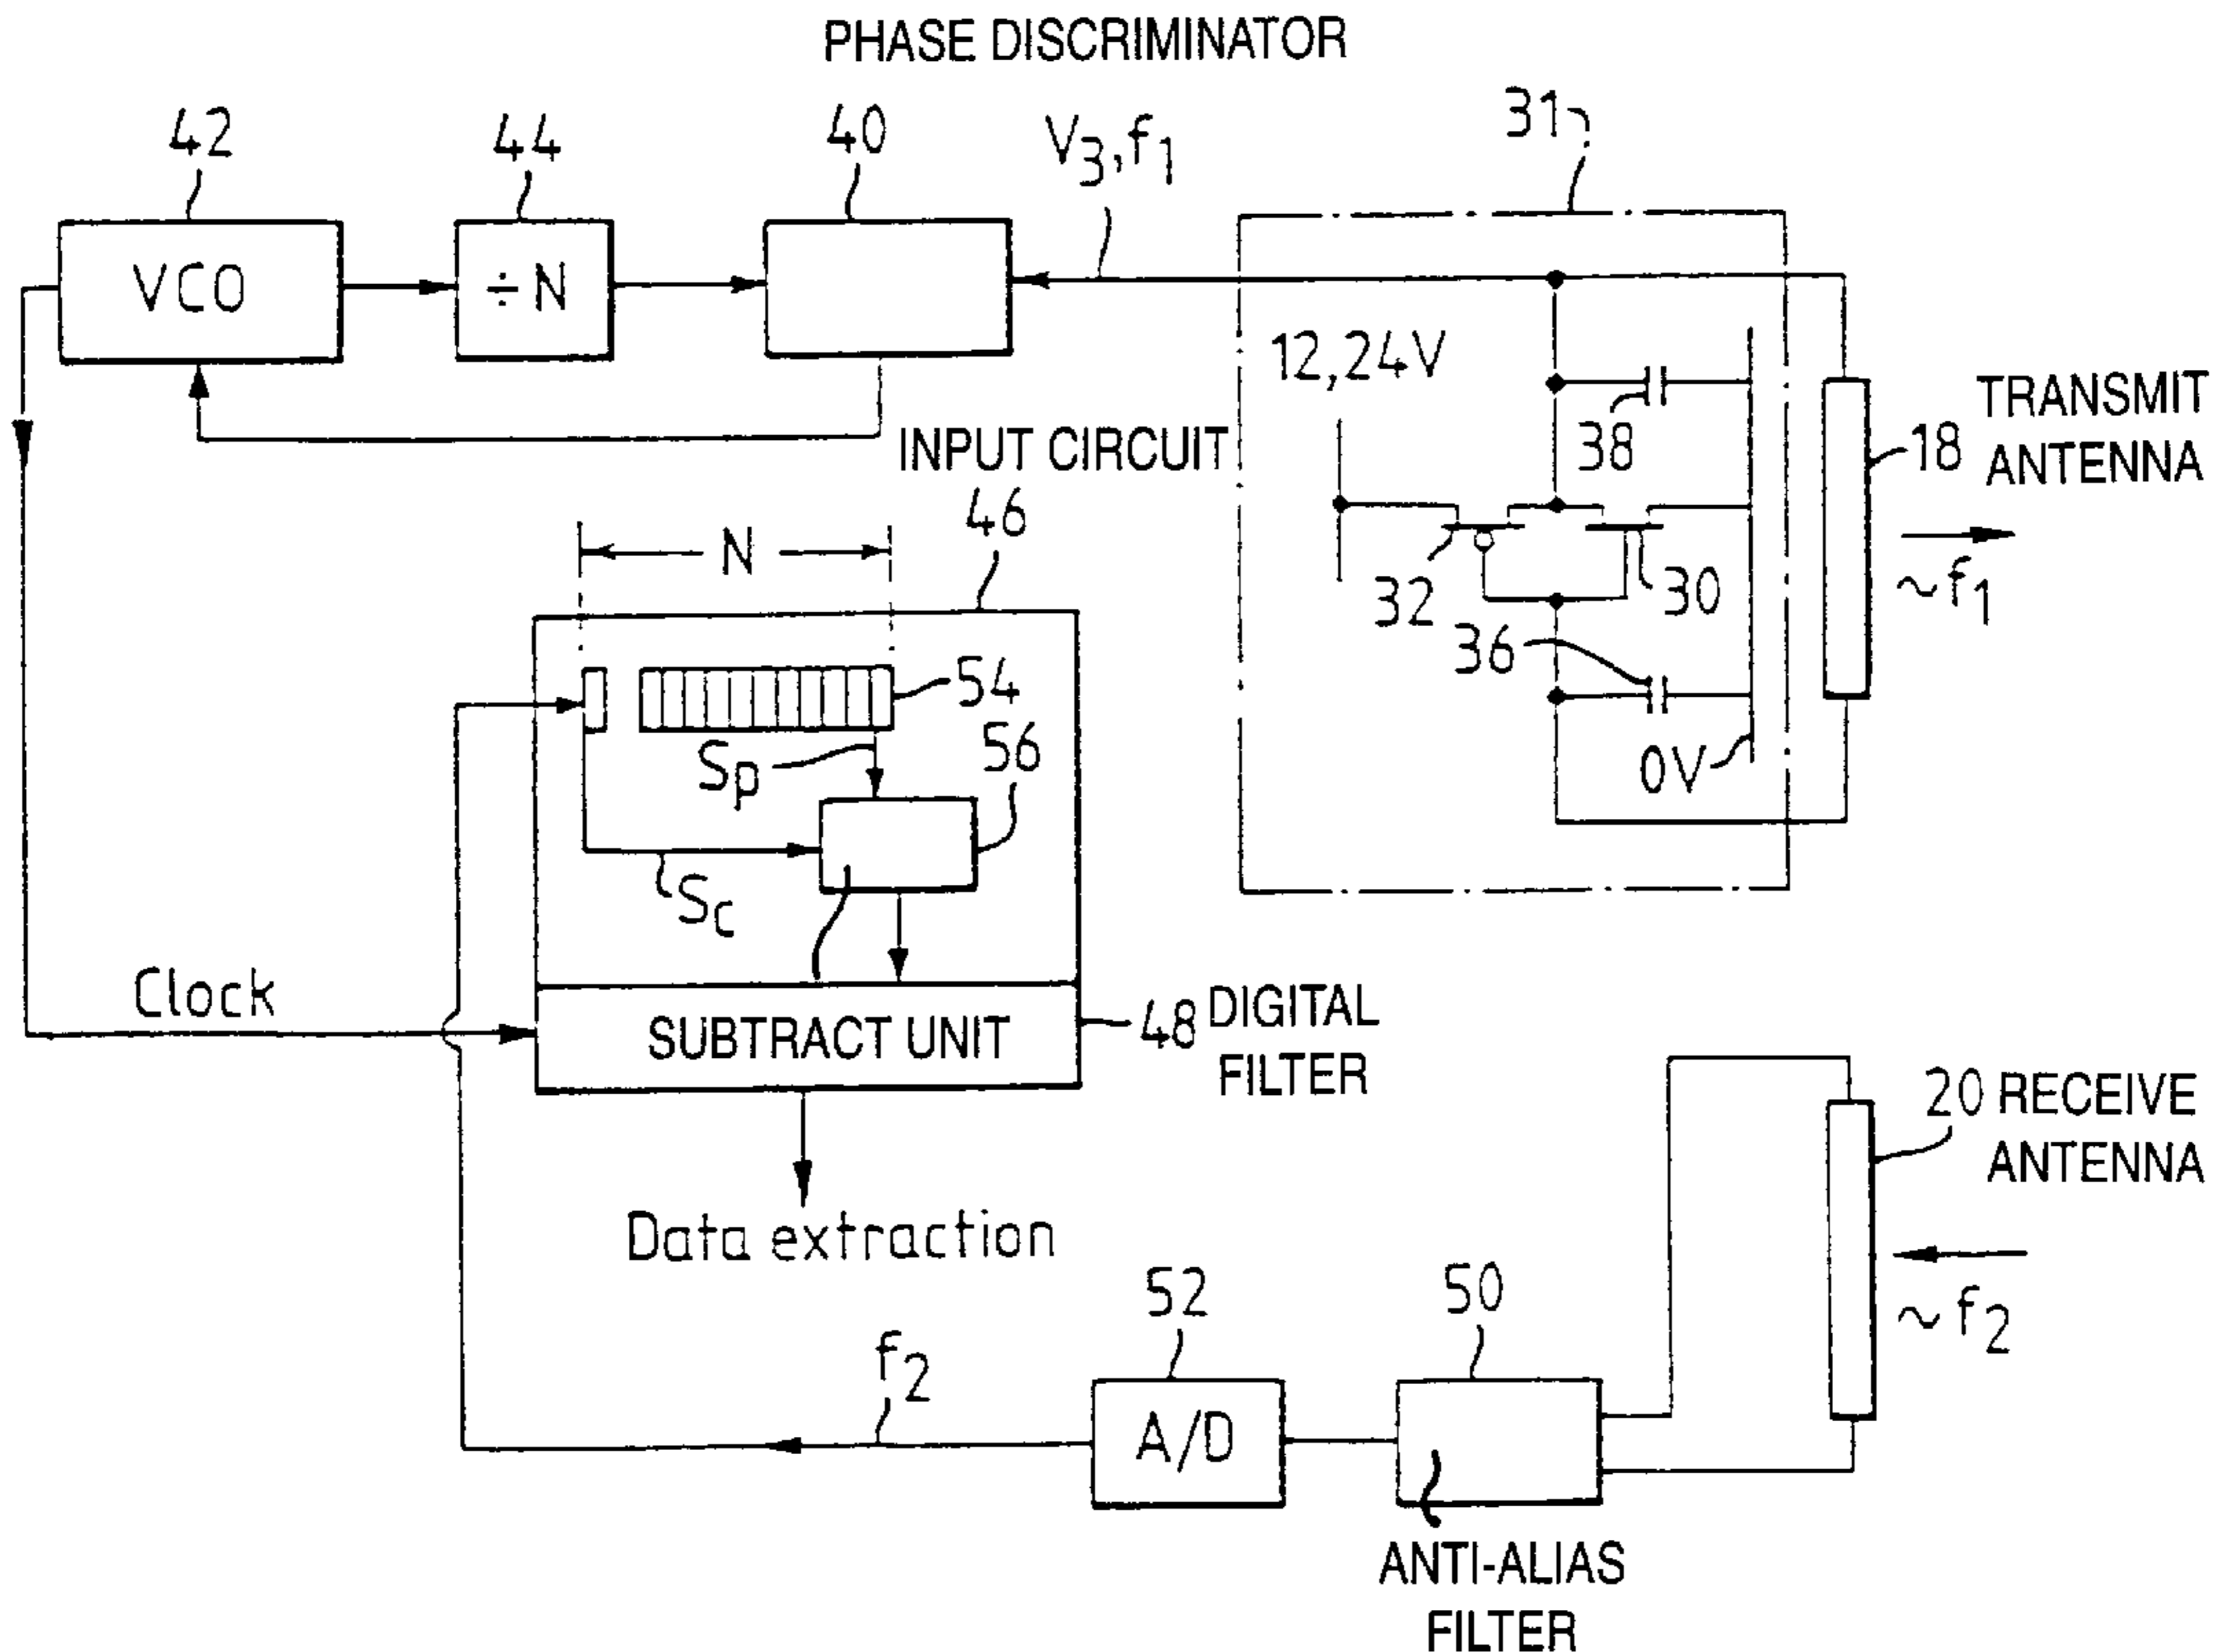 PHASE DISCRIMINATOR
42
44
40
V3,f1
31
VCO
÷N
12,24V
38
TRANSMIT
18 ANTENNA
~f1
INPUT CIRCUIT
46
N
32
30
36
54
Sp
56
0V
Sc
Clock
SUBTRACT UNIT
48 DIGITAL
FILTER
20 RECEIVE
ANTENNA
Data extraction
~f2
52
50
f2
A/D
ANTI-ALIAS
FILTER